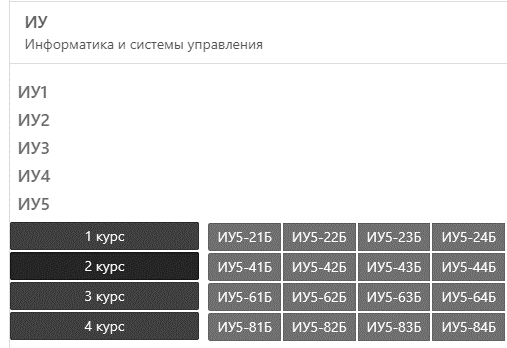 ИУ
Информатика и системы управления
ИУ1
ИУ2
ИУ3
ИУ4
ИУ5
1 курс ИУ5-21Б ИУ5-22Б ИУ5-23Б ИУ5-24Б
2 курс ИУ5-41Б ИУ5-42Б ИУ5-43Б ИУ5-44Б
3 курс ИУ5-61Б ИУ5-62Б ИУ5-63Б ИУ5-64Б
4 курс ИУ5-81Б ИУ5-82Б ИУ5-83Б ИУ5-84Б